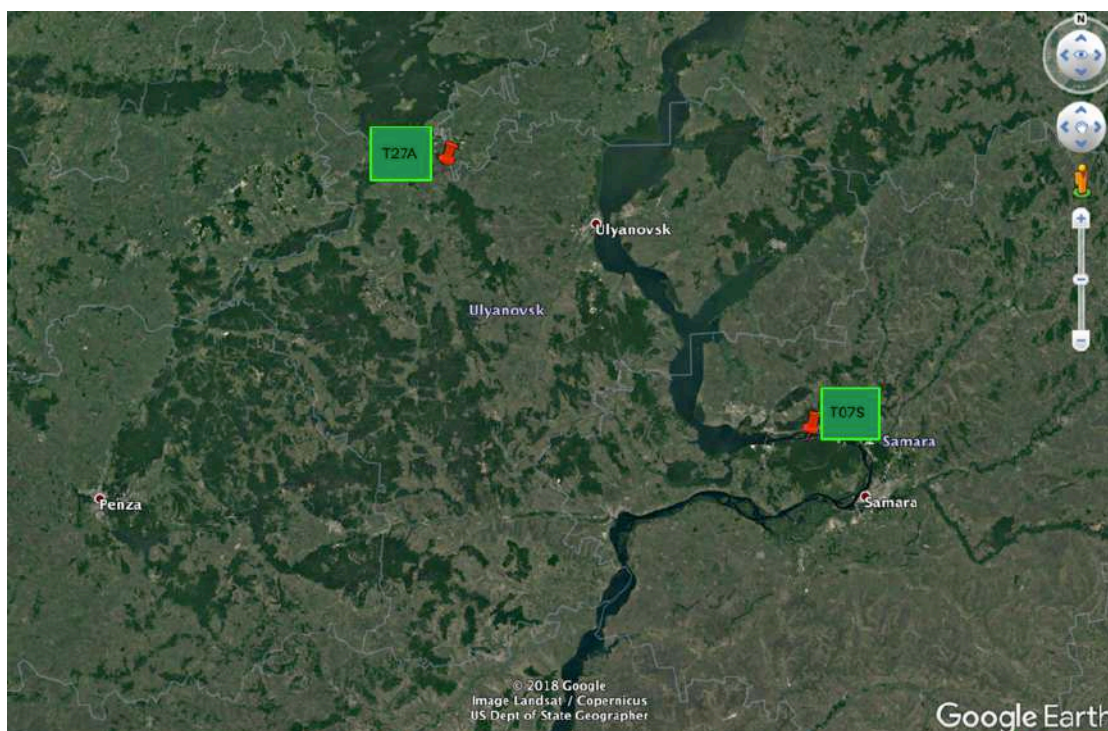 N
T27A
Ulyanovsk
Ulyanovsk
T07S
Samara
Penza
Samara
© 2018 Google
Image Landsat / Copernicus
US Dept of State Geographer
Google Earth